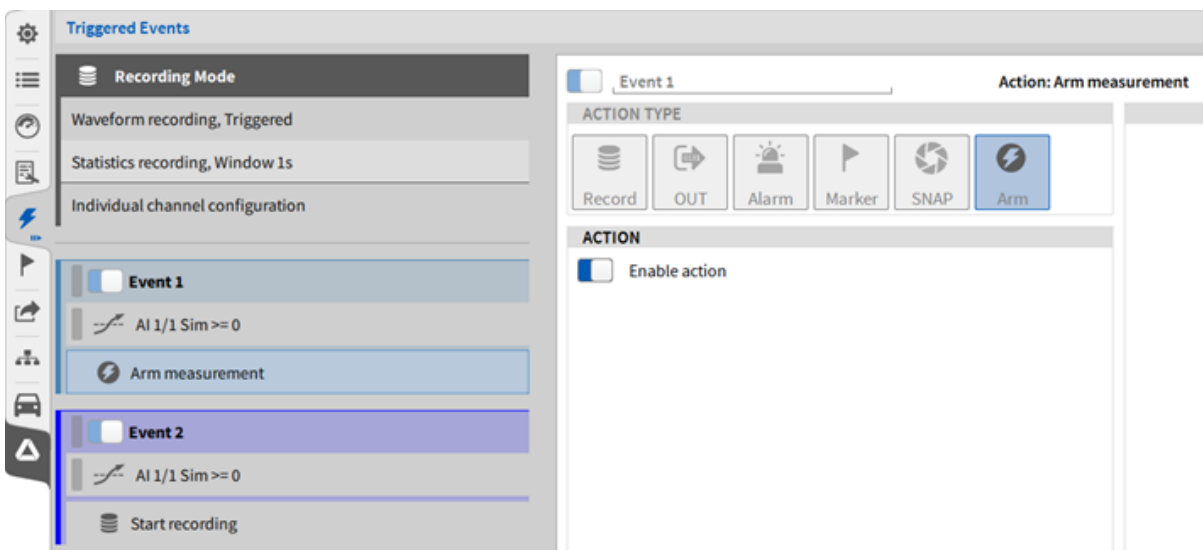 Triggered Events
Recording Mode
Waveform recording, Triggered
Statistics recording, Window 1s
Individual channel configuration
Event 1
AI 1/1 Sim >= 0
Arm measurement
Event 2
AI 1/1 Sim >= 0
Start recording
Event 1
Action: Arm measurement
ACTION TYPE
Record OUT Alarm Marker SNAP Arm
ACTION
Enable action